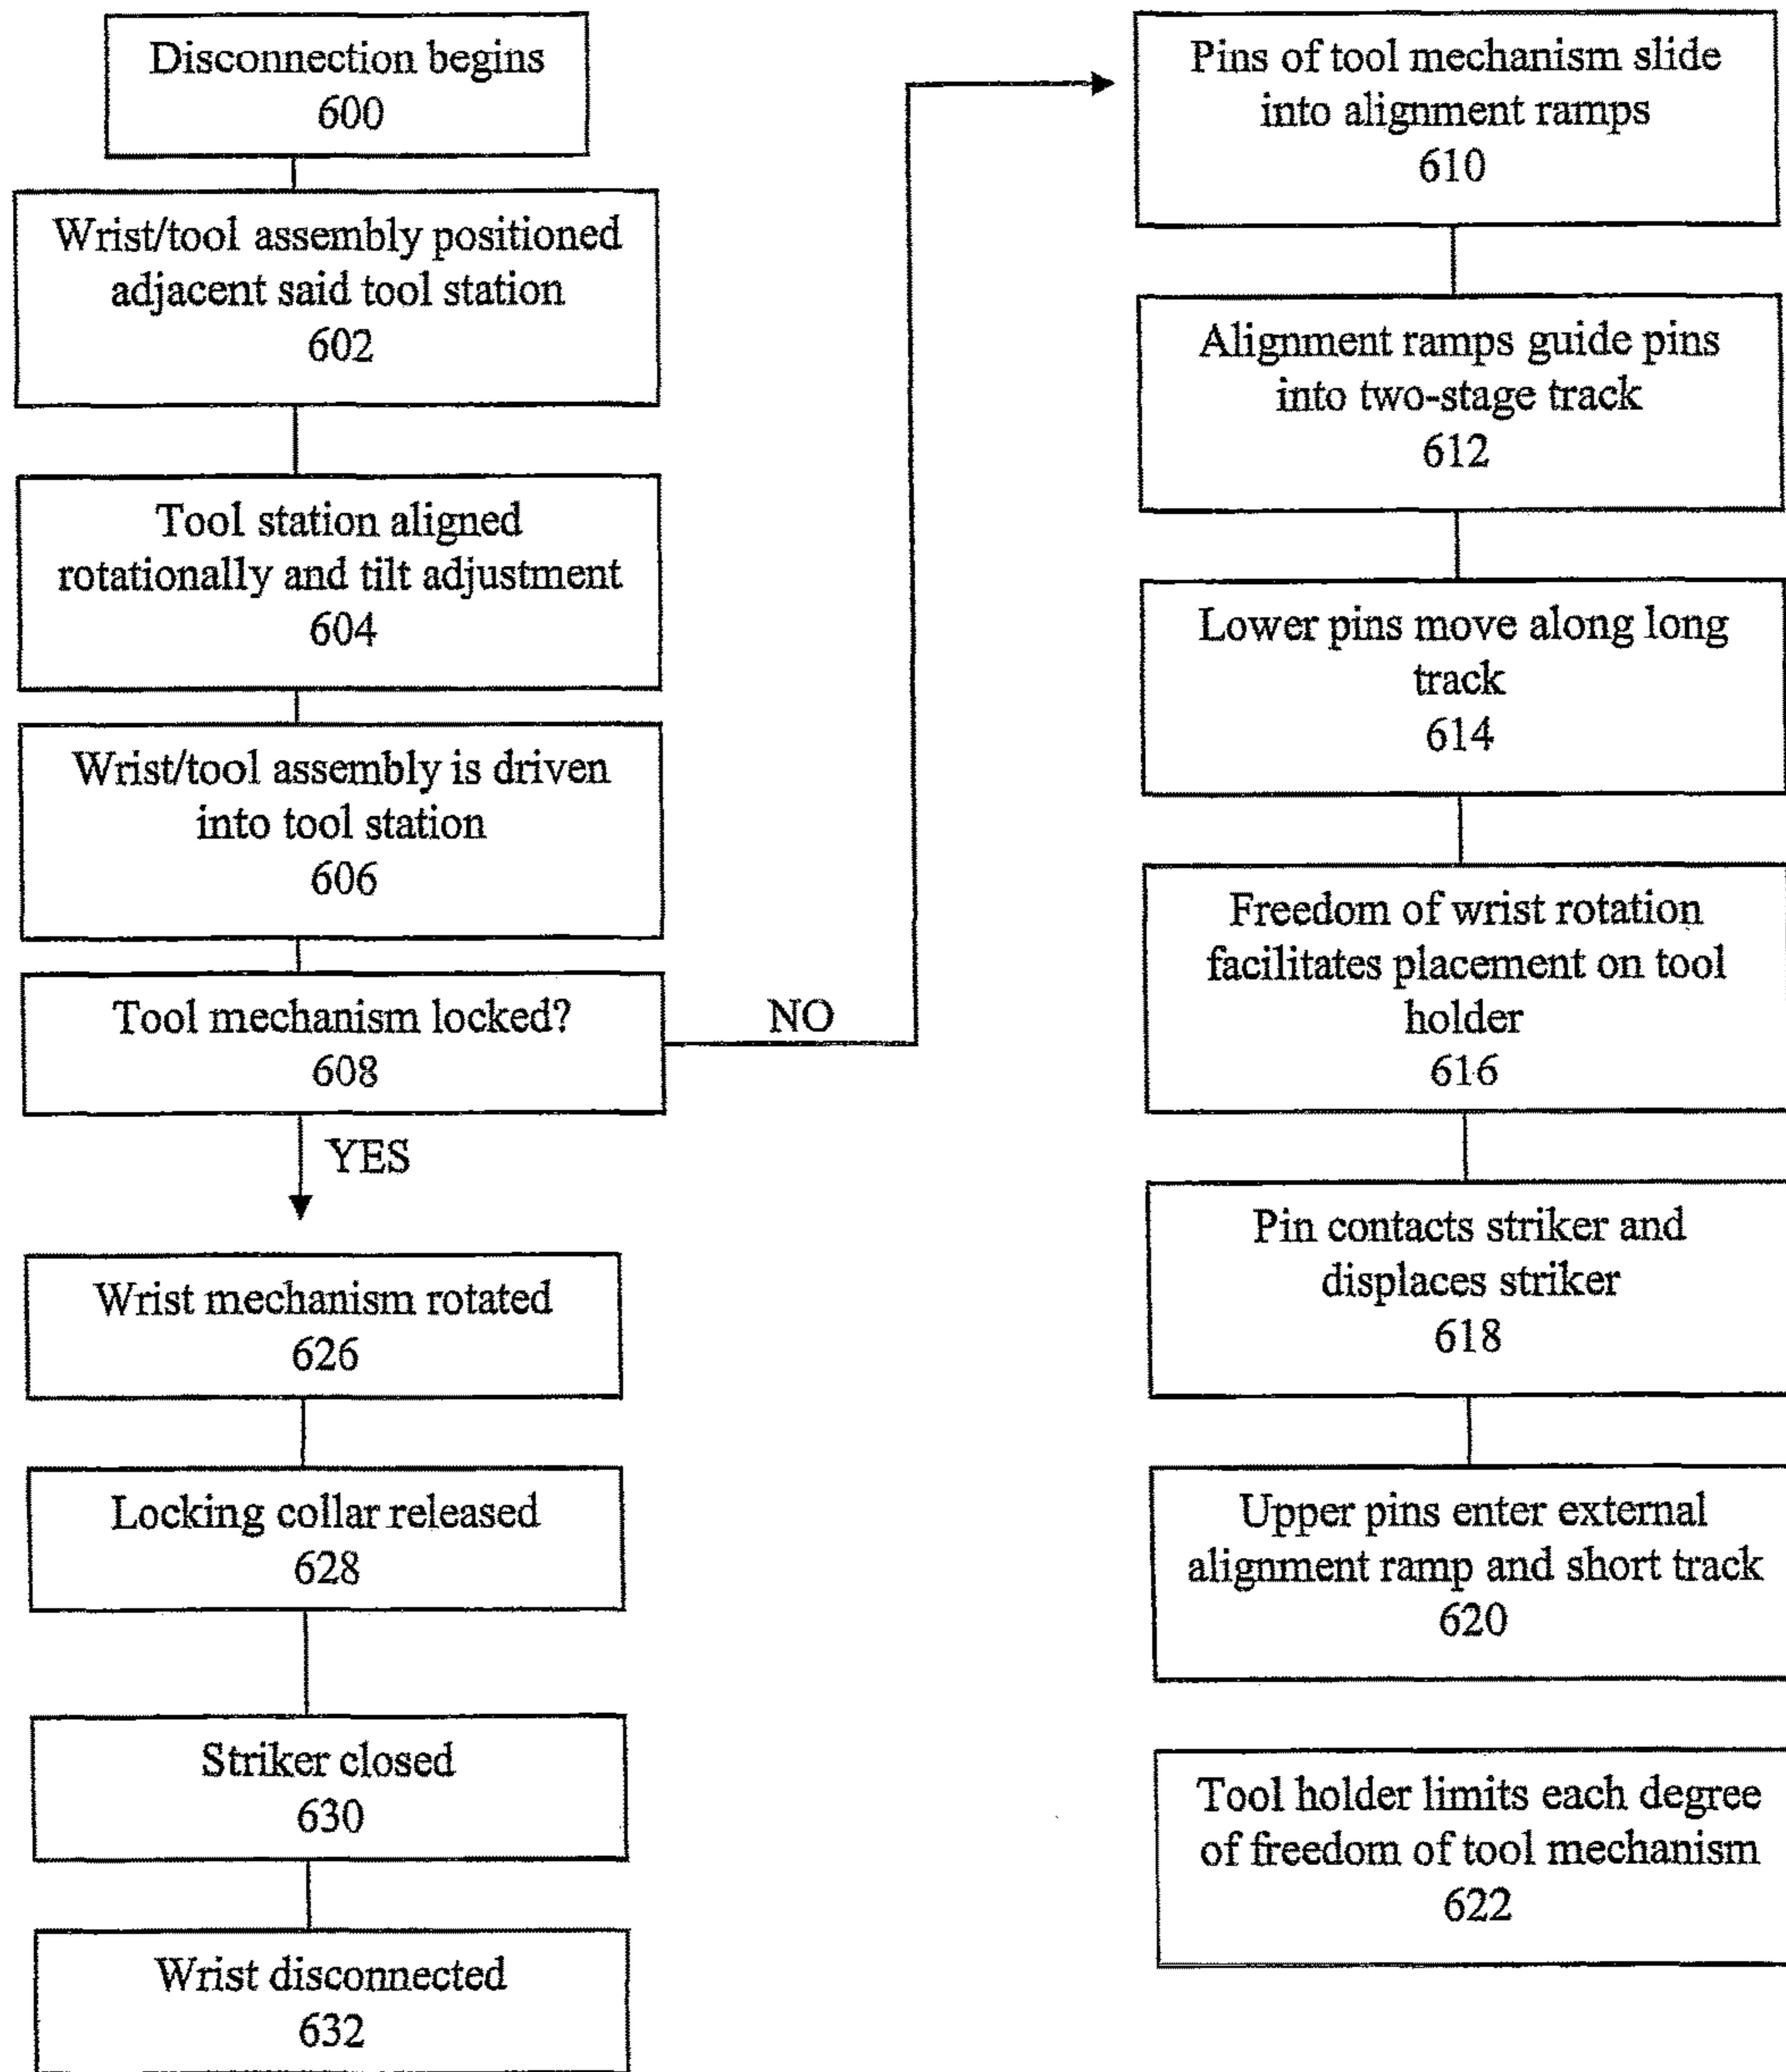 Disconnection begins
600
Wrist/tool assembly positioned
adjacent said tool station
602
Tool station aligned
rotationally and tilt adjustment
604
Wrist/tool assembly is driven
into tool station
606
Tool mechanism locked?
608
NO
YES
Wrist mechanism rotated
626
Locking collar released
628
Striker closed
630
Wrist disconnected
632
Pins of tool mechanism slide
into alignment ramps
610
Alignment ramps guide pins
into two-stage track
612
Lower pins move along long
track
614
Freedom of wrist rotation
facilitates placement on tool
holder
616
Pin contacts striker and
displaces striker
618
Upper pins enter external
alignment ramp and short track
620
Tool holder limits each degree
of freedom of tool mechanism
622